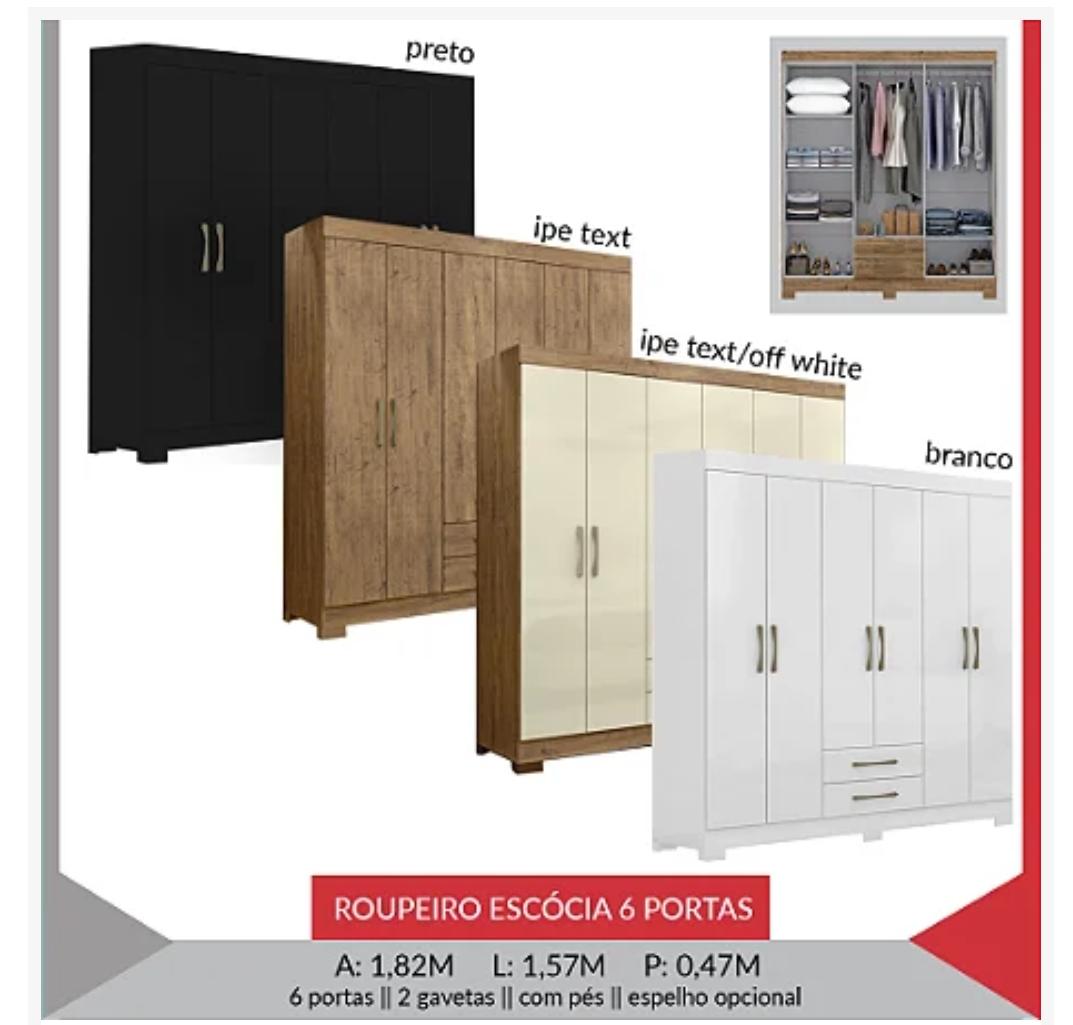 preto
ipe text
ipe text/off white
branco
ROUPEIRO ESCÓCIA 6 PORTAS
A: 1,82M L: 1,57M P: 0,47M
6 portas || 2 gavetas || com pés || espelho opcional